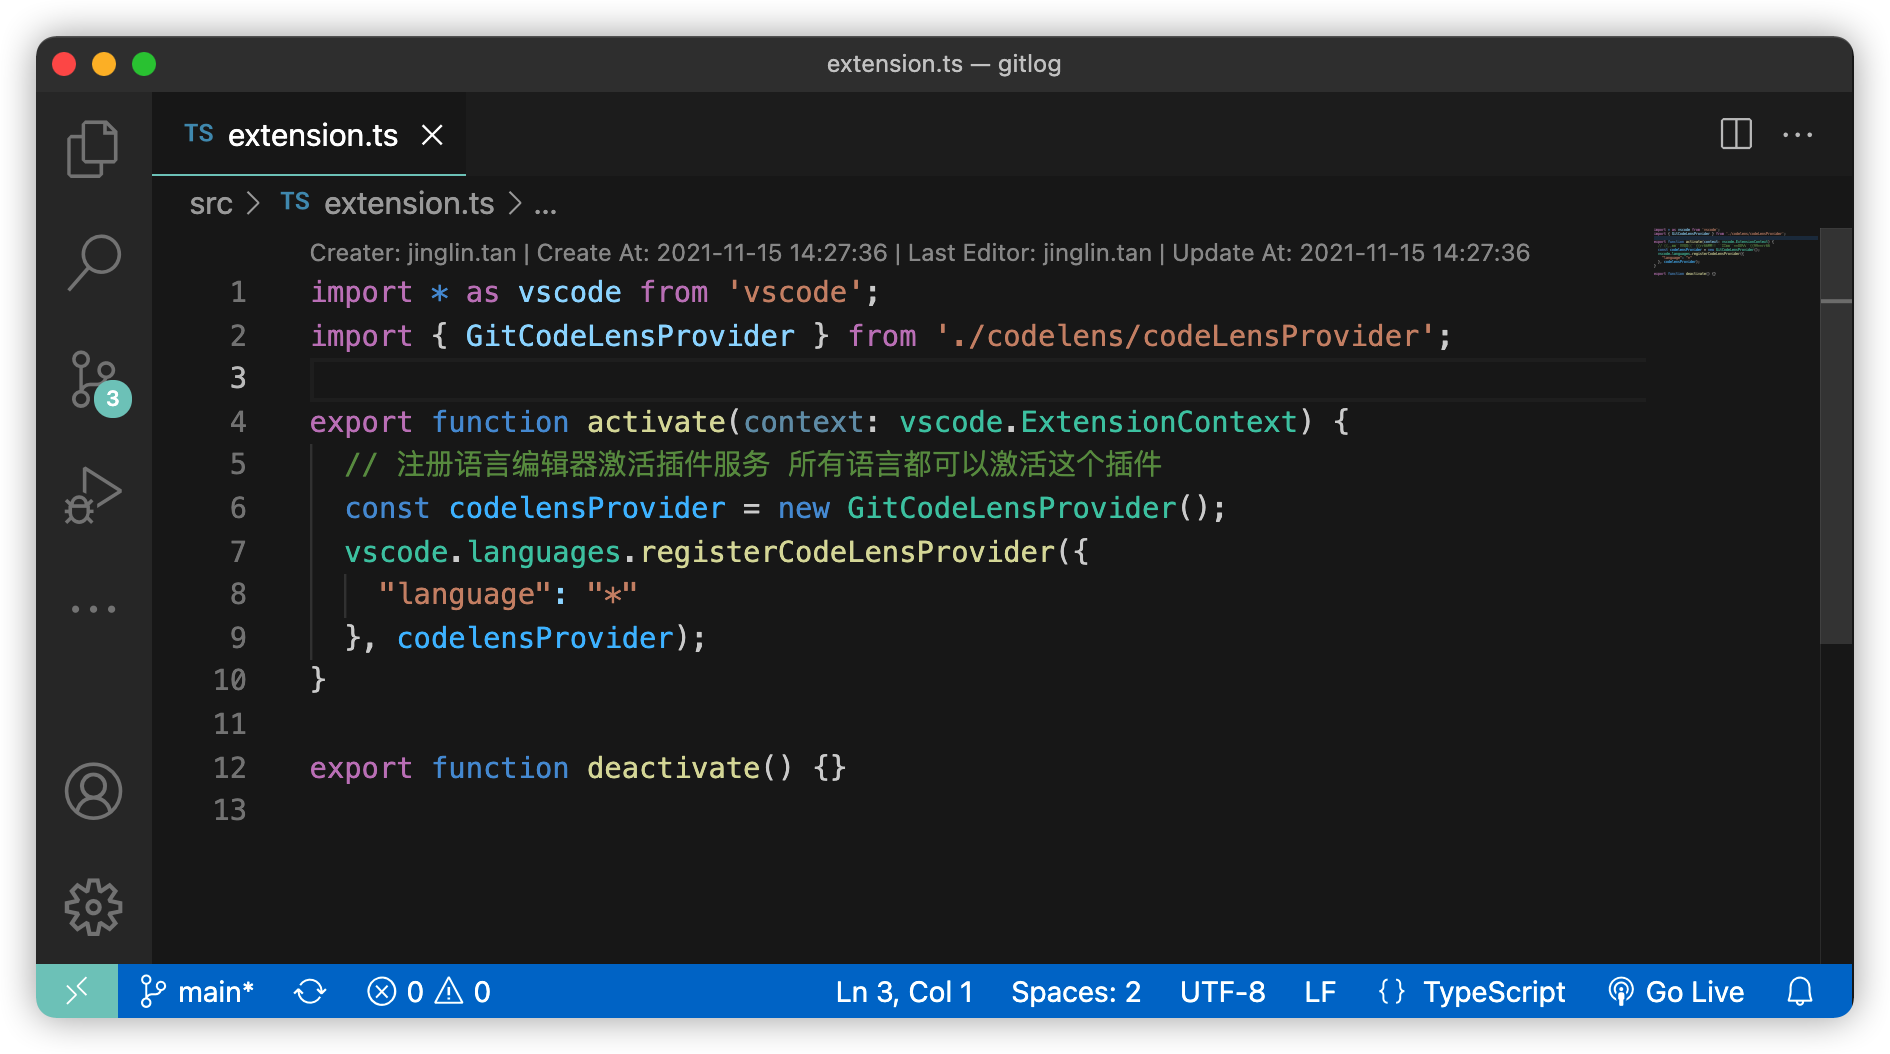 extension.ts — gitlog
TS extension.ts
src > TS extension.ts > ...
Creater: jinglin.tan | Create At: 2021-11-15 14:27:36 | Last Editor: jinglin.tan | Update At: 2021-11-15 14:27:36
1 import * as vscode from 'vscode';
2 import { GitCodeLensProvider } from './codelens/codeLensProvider';
3
4 export function activate(context: vscode.ExtensionContext) {
5 // 注册语言编辑器激活插件服务 所有语言都可以激活这个插件
6 const codelensProvider = new GitCodeLensProvider();
7 vscode.languages.registerCodeLensProvider({
8 "language": "*"
9 }, codelensProvider);
10 }
11
12 export function deactivate() {}
13
3
main* 0 0 Ln 3, Col 1 Spaces: 2 UTF-8 LF {} TypeScript Go Live